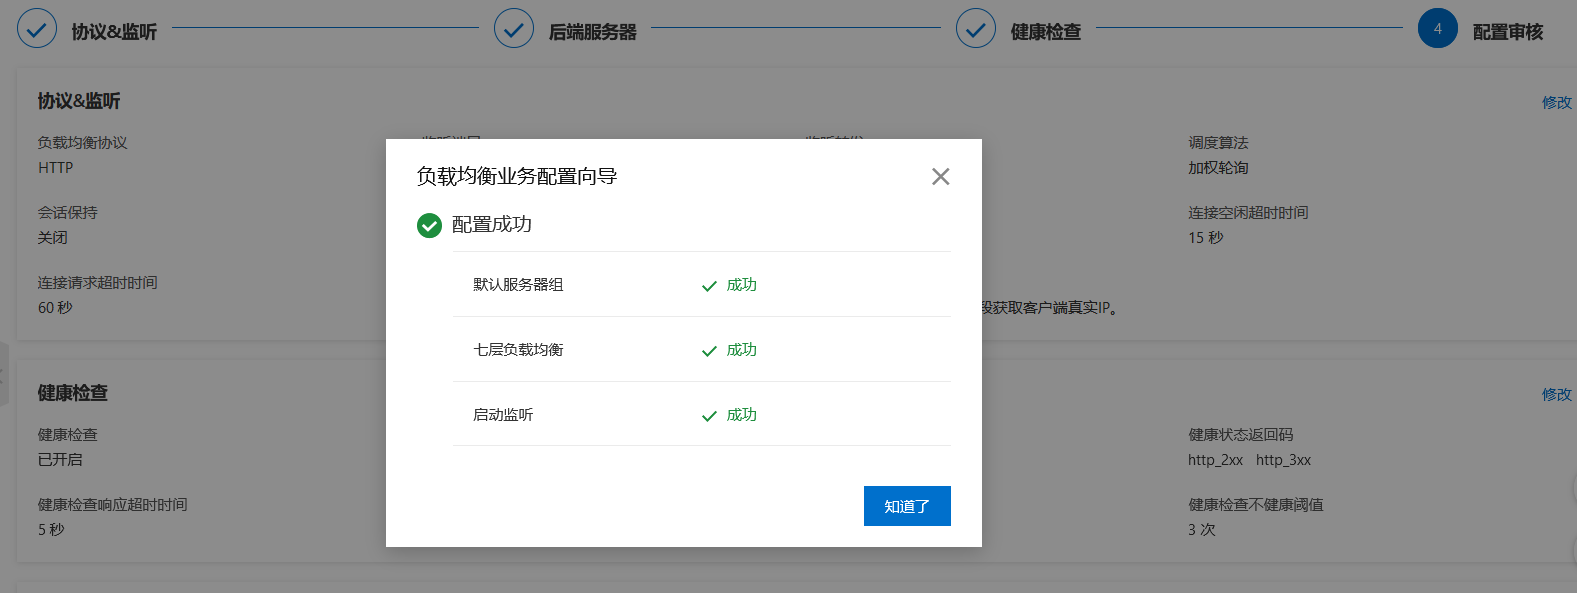 协议&监听
后端服务器
健康检查
4 配置审核
协议&监听
修改
负载均衡协议
HTTP
调度算法
加权轮询
会话保持
关闭
连接空闲超时时间
15 秒
连接请求超时时间
60 秒
段获取客户端真实IP。
负载均衡业务配置向导
配置成功
默认服务器组 成功
七层负载均衡 成功
启动监听 成功
知道了
健康检查
修改
健康检查
已开启
健康状态返回码
http_2xx http_3xx
健康检查响应超时时间
5 秒
健康检查不健康阈值
3 次